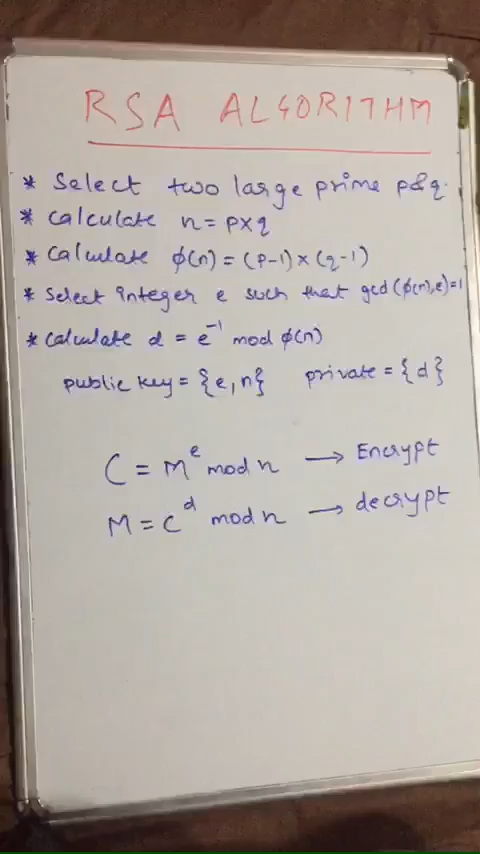 RSA ALGORITHM
* Select two large prime p&q.
* Calculate n = p×q
* Calculate φ(n) = (p-1)×(q-1)
* Select integer e such that gcd(φ(n),e)=1
* Calculate d = e⁻¹ mod φ(n)
public key = {e,n} private = {d}
C = Mᵉ mod n → Encrypt
M = Cᵈ mod n → decrypt